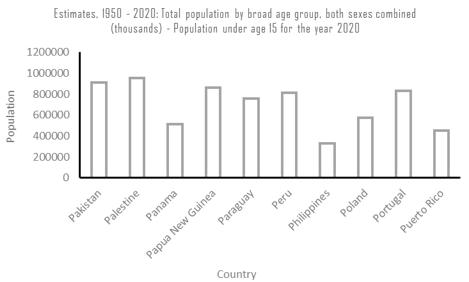 Estimates, 1950 - 2020: Total population by broad age group, both sexes combined
(thousands) - Population under age 15 for the year 2020
1200000
1000000
800000
600000
400000
200000
0
Population
Pakistan
Palestine
Panama
Papua New Guinea
Paraguay
Peru
Philippines
Poland
Portugal
Puerto Rico
Country